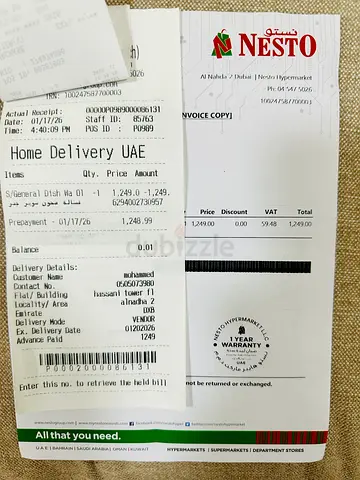 NESTO
نستو
Al Nahda 2 Dubai | Nesto Hypermarket
Ph: 04 547 5026
100247587700003
INVOICE COPY]
TRN: 100247587700003
Actual Receipt: 00000P0989000086131
Date: 01/17/26 Staff ID: 85763
Time: 4:40:09 PM POS ID : P0989
Home Delivery UAE
Items Qty. Price Amount
S/General Dtuh Wa 01 -1 1,249.0 -1,249.
6294002730957
Prepayment - 01/17/26 1,248.99
Balance 0.01
Price Discount VAT Total
1,249.00 0.00 59.48 1,249.00
dubizzle
Delivery Details:
Customer Name mohammed
Contact No. 0505073980
Flat/ Building hassani tower fl
Locality/ Area alnadha 2
Emirate DXB
Delivery Mode VENDOR
Ex. Delivery Date 01202026
Advance Paid 1249
P0002000086131
Enter this no. to retrieve the held bill
NESTO HYPERMARKET L.L.C
1 YEAR
WARRANTY
UAE
not be returned or exchanged.
All that you need.
UAE | BAHRAIN | SAUDI ARABIA | OMAN | KUWAIT
HYPERMARKETS | SUPERMARKETS | DEPARTMENT STORES